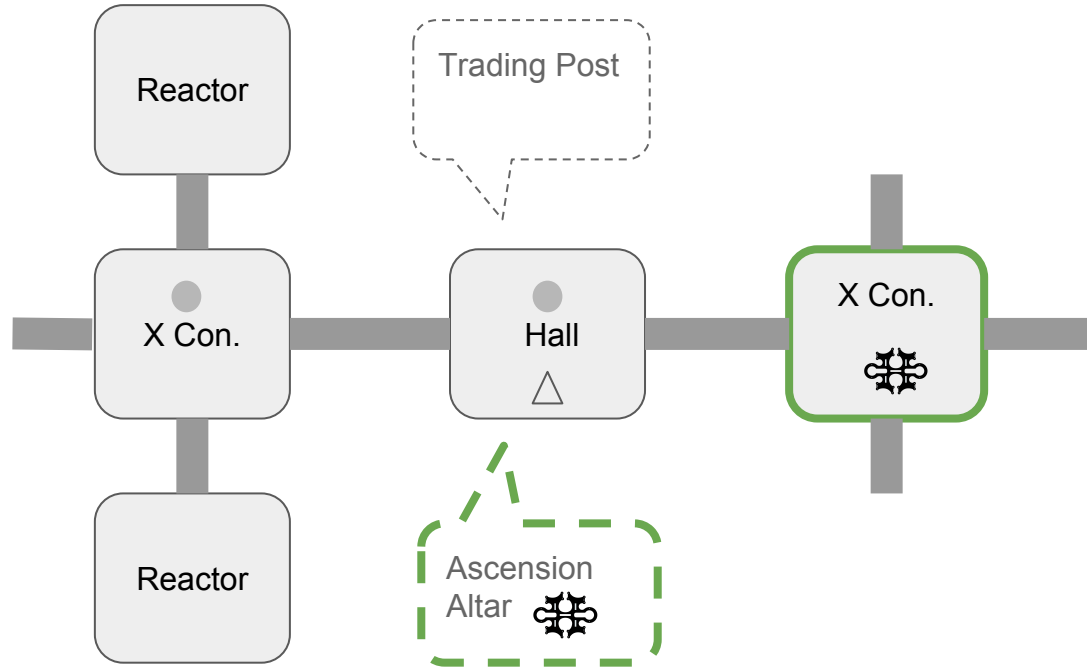 Reactor
Trading Post
X Con.
Hall
X Con.
Reactor
Ascension
Altar